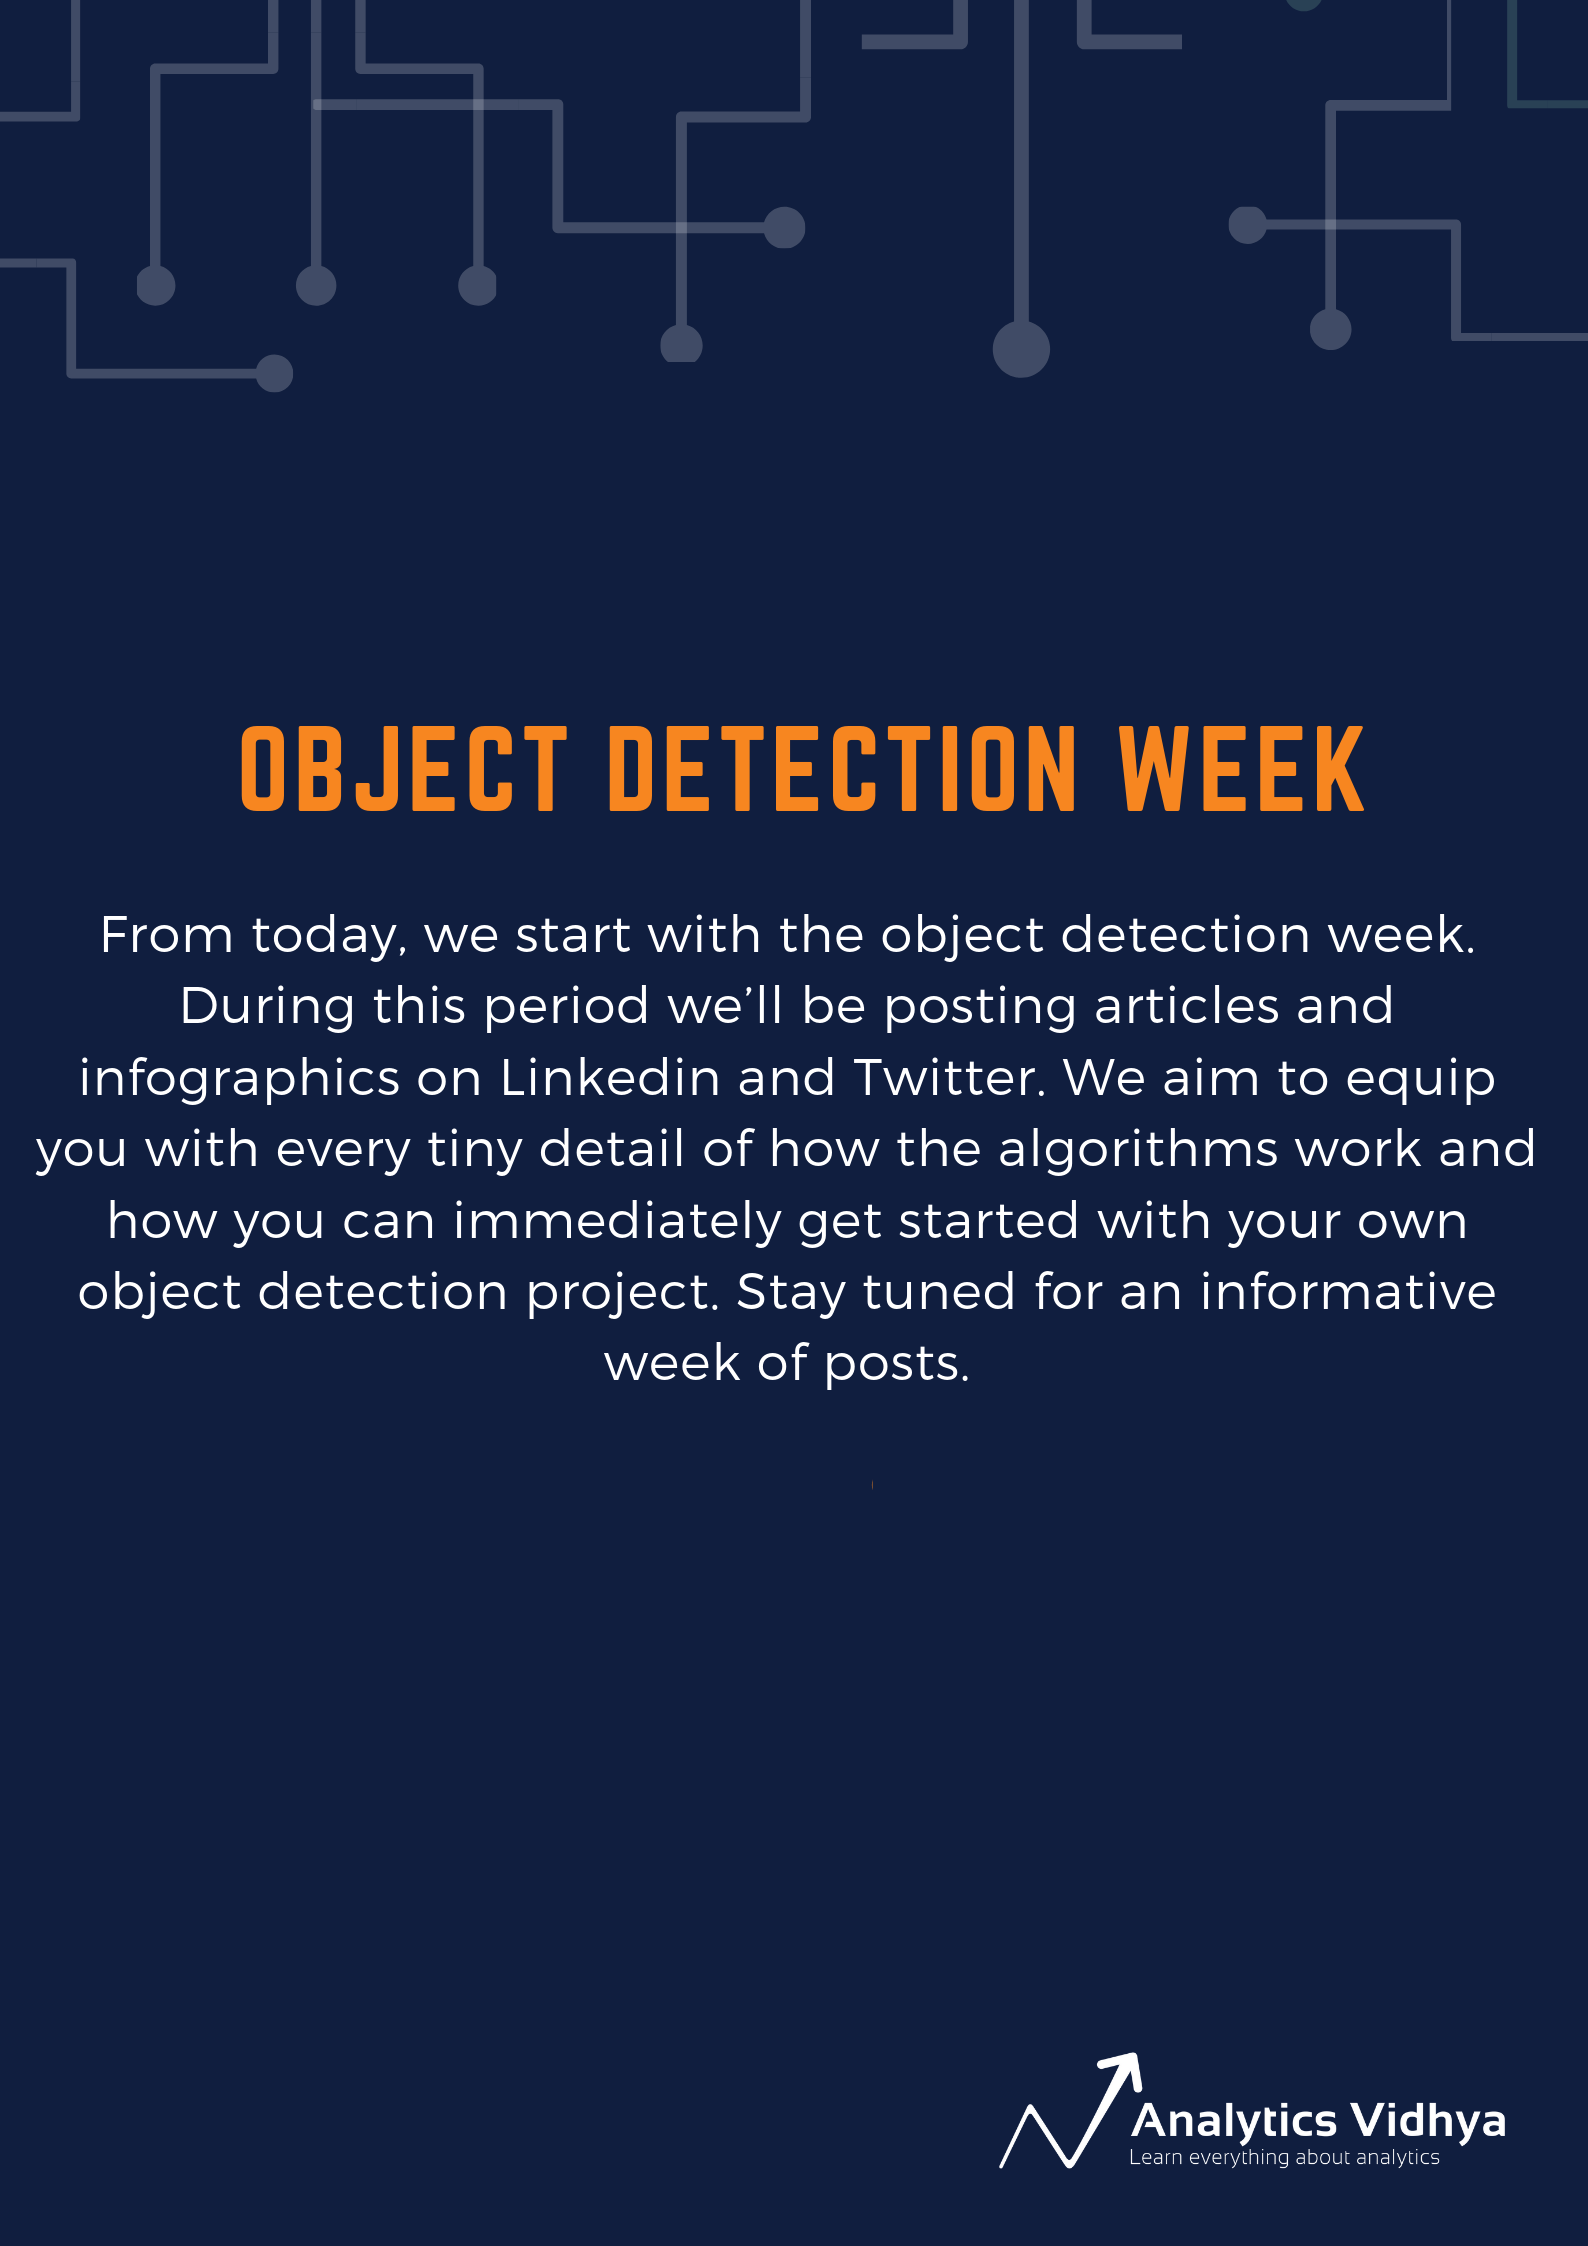 OBJECT DETECTION WEEK
From today, we start with the object detection week.
During this period we’ll be posting articles and
infographics on Linkedin and Twitter. We aim to equip
you with every tiny detail of how the algorithms work and
how you can immediately get started with your own
object detection project. Stay tuned for an informative
week of posts.
Analytics Vidhya
Learn everything about analytics